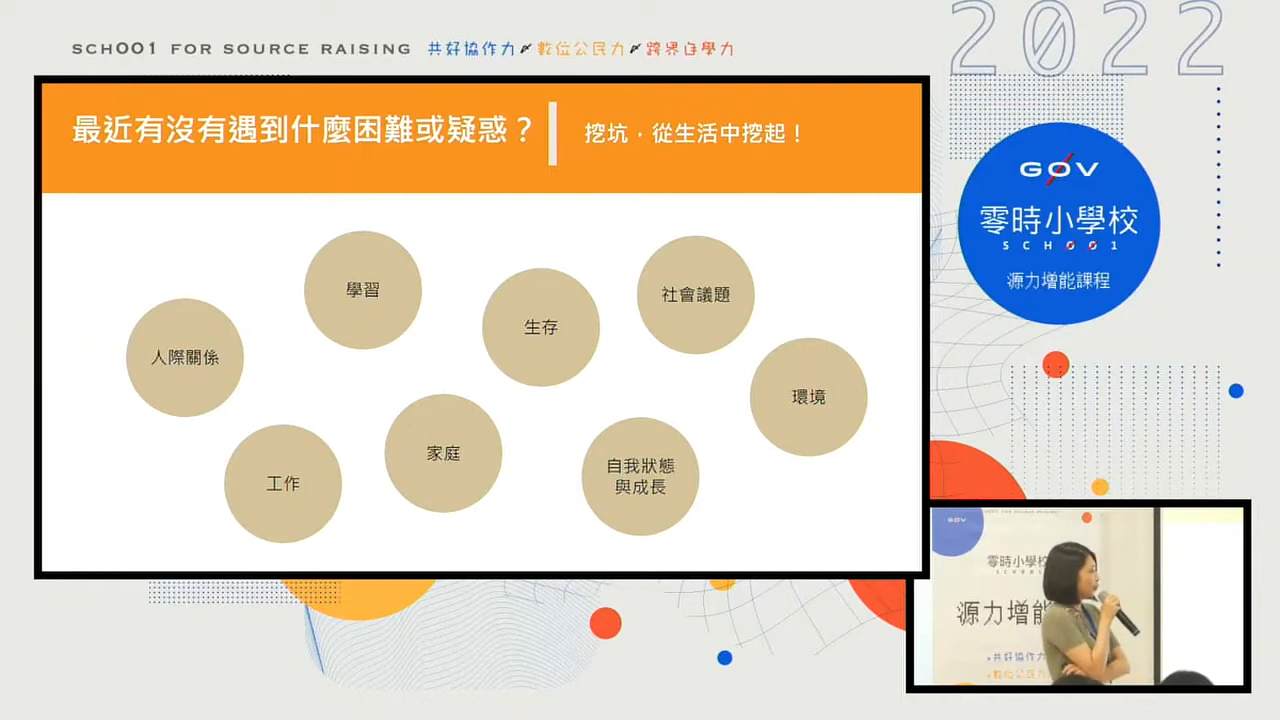 SCHOO1 FOR SOURCE RAISING 共好協作力 數位公民力 跨界自學力
2022
最近有沒有遇到什麼困難或疑惑？
挖坑，從生活中挖起！
GOV
零時小學校
SCHOO1
源力增能課程
學習
社會議題
生存
人際關係
環境
家庭
自我狀態
與成長
工作
GOV
零時小學校
源力增能
共好協作力
數位公民力